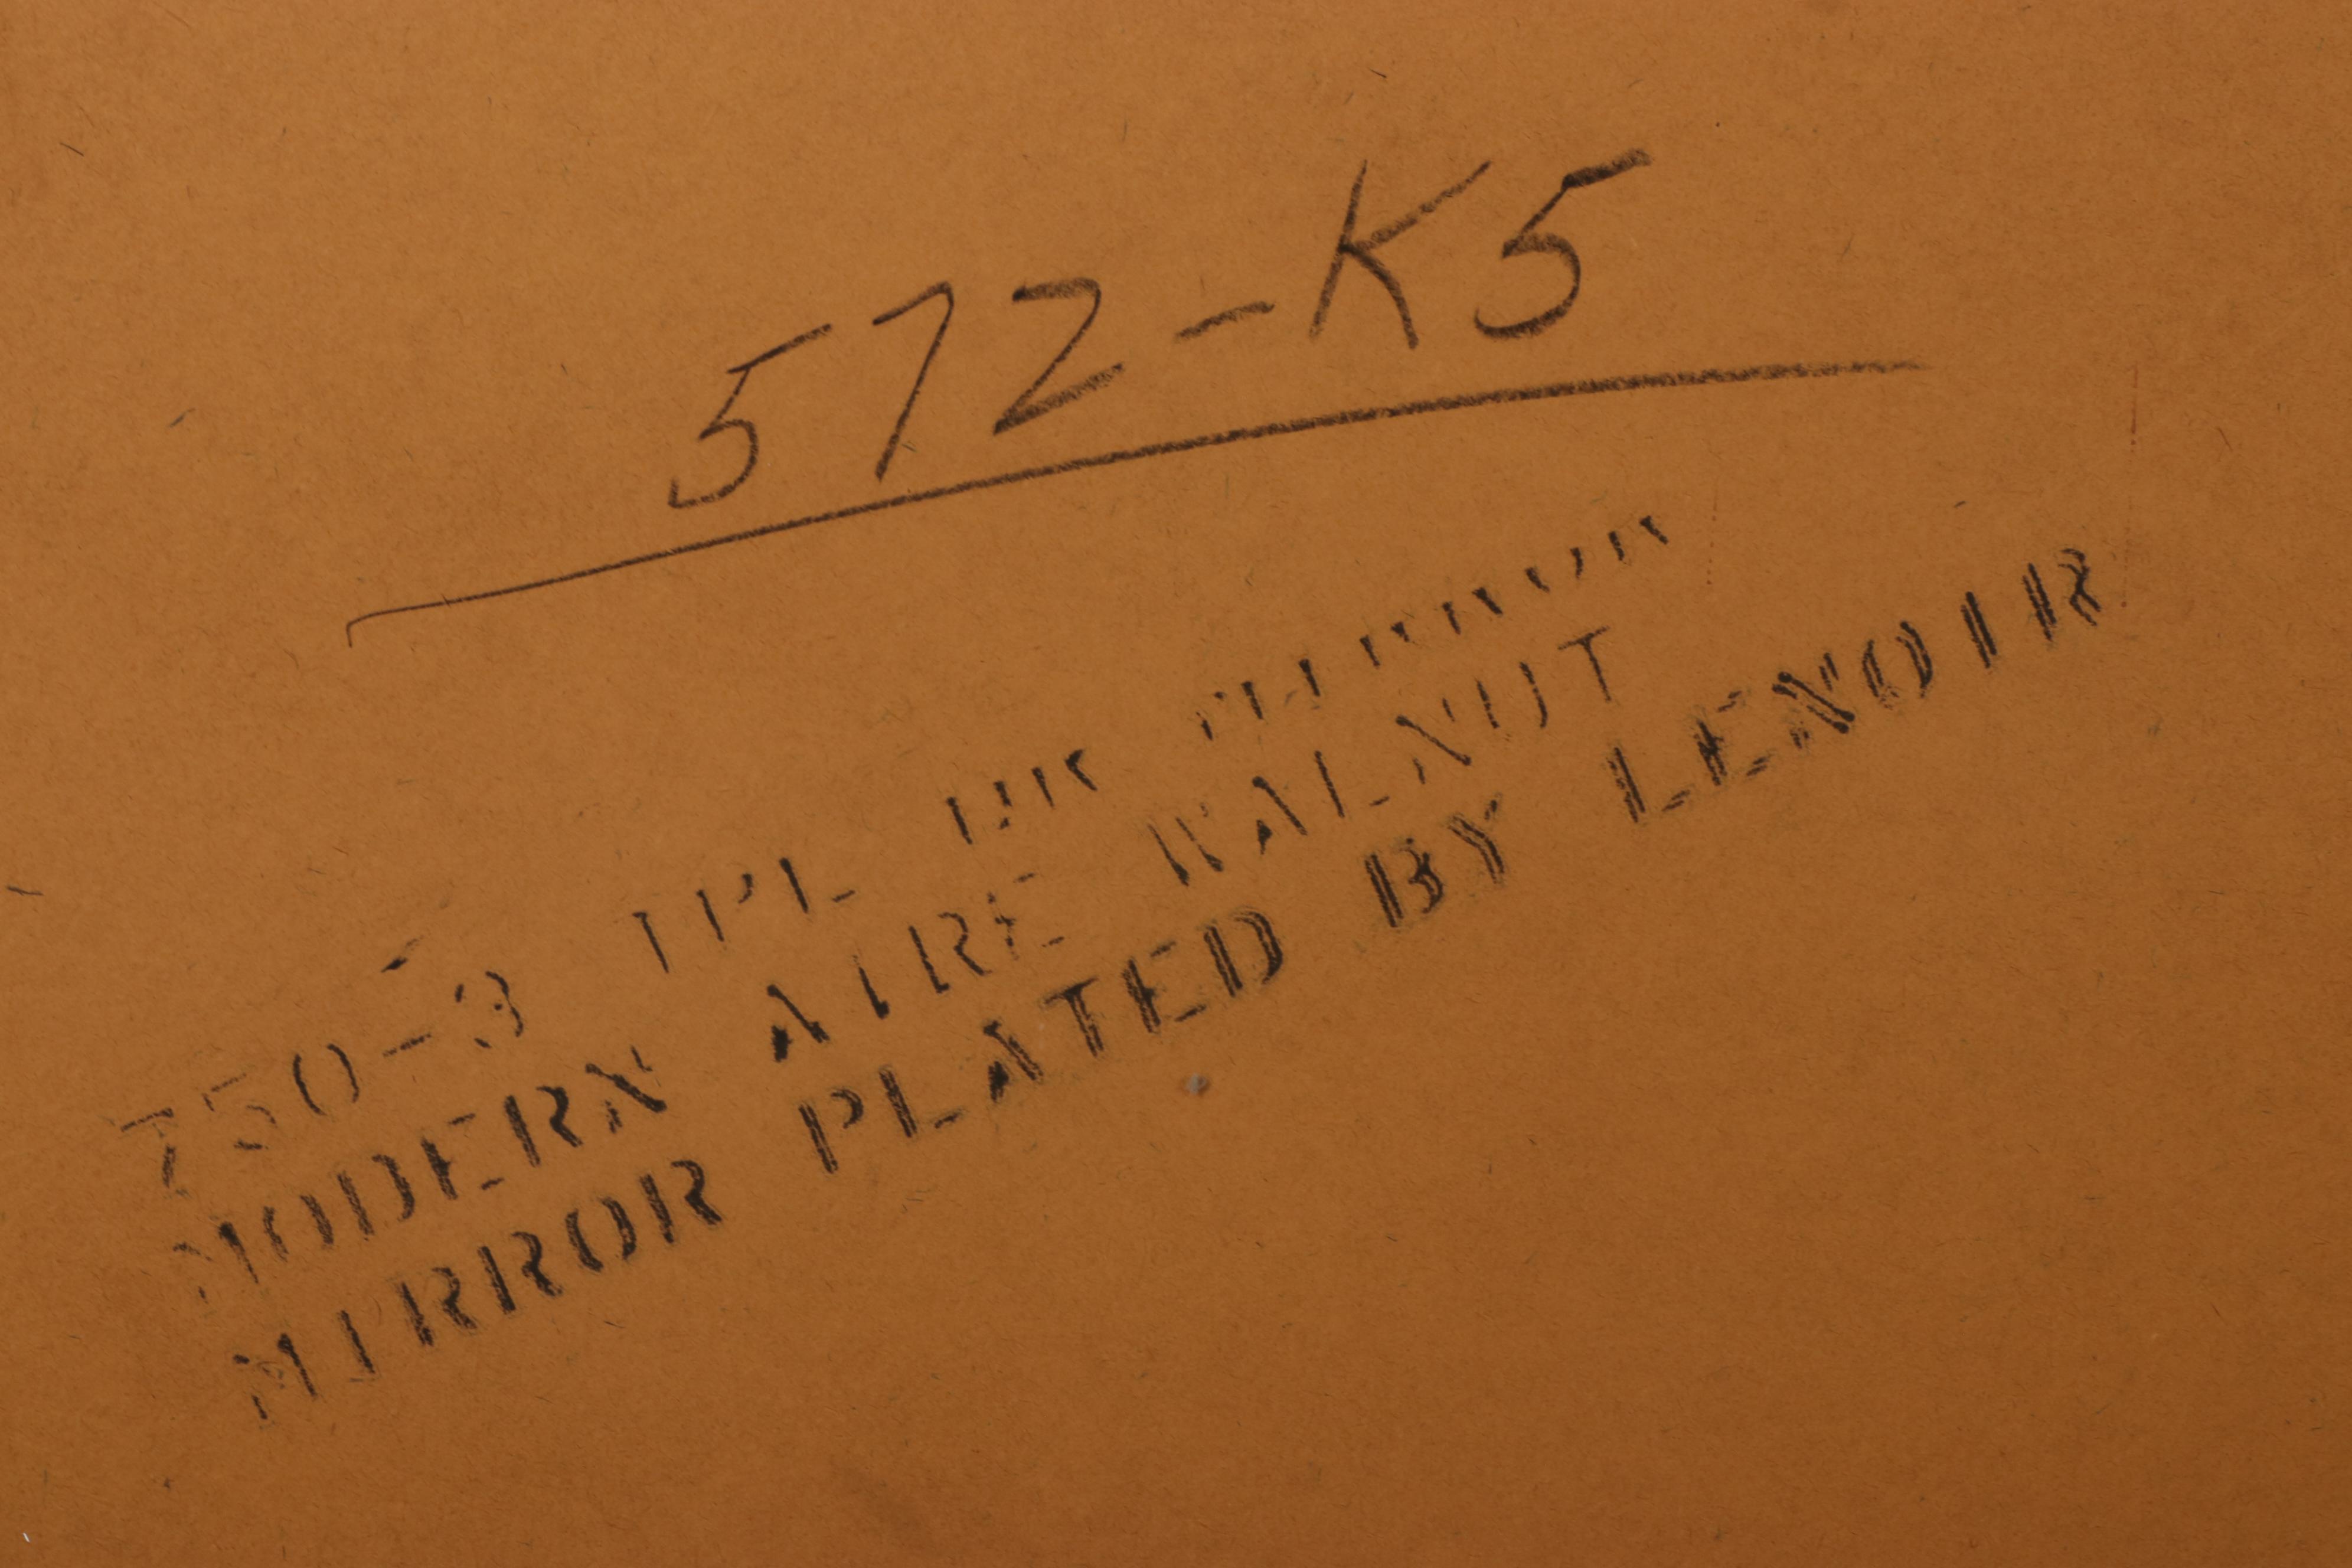 572-K5
750-3 TPL DR MIRROR
MODERN AIRE WALNUT
MIRROR PLATED BY LENOIR